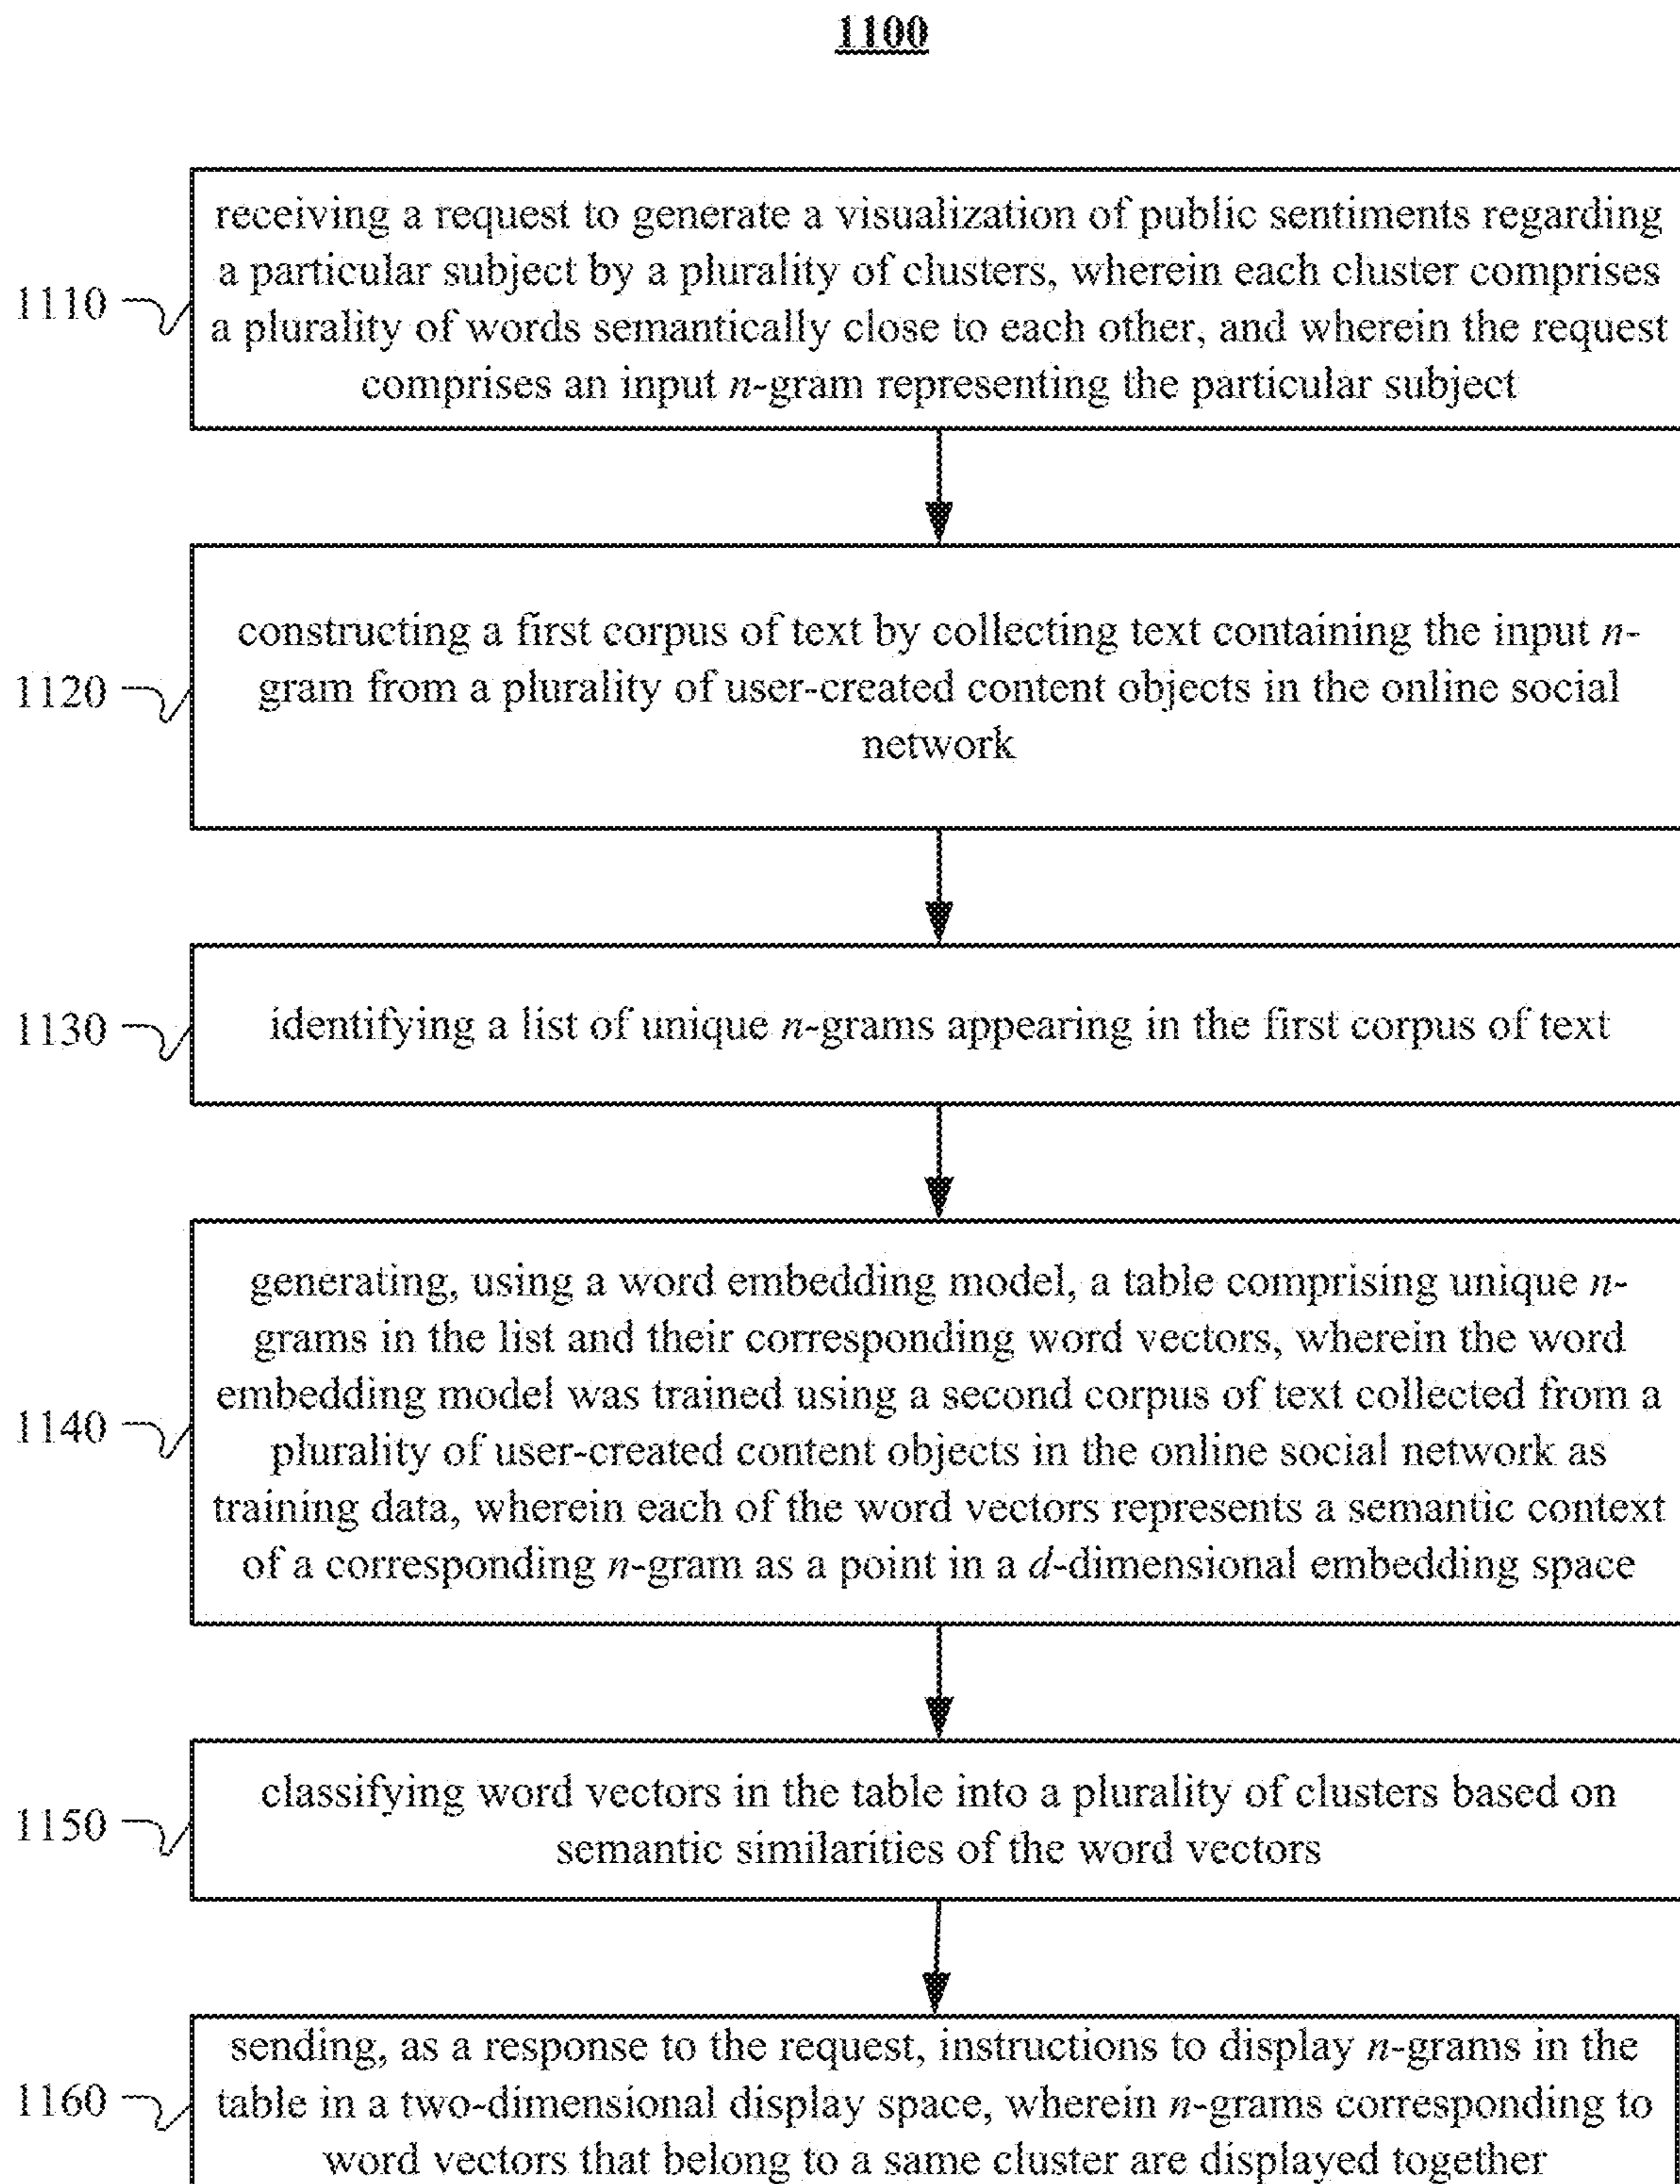 1100
receiving a request to generate a visualization of public sentiments regarding
a particular subject by a plurality of clusters, wherein each cluster comprises
a plurality of words semantically close to each other, and wherein the request
comprises an input n-gram representing the particular subject
1110
constructing a first corpus of text by collecting text containing the input n-
gram from a plurality of user-created content objects in the online social
network
1120
identifying a list of unique n-grams appearing in the first corpus of text
1130
generating, using a word embedding model, a table comprising unique n-
grams in the list and their corresponding word vectors, wherein the word
embedding model was trained using a second corpus of text collected from a
plurality of user-created content objects in the online social network as
training data, wherein each of the word vectors represents a semantic context
of a corresponding n-gram as a point in a d-dimensional embedding space
1140
classifying word vectors in the table into a plurality of clusters based on
semantic similarities of the word vectors
1150
sending, as a response to the request, instructions to display n-grams in the
table in a two-dimensional display space, wherein n-grams corresponding to
word vectors that belong to a same cluster are displayed together
1160